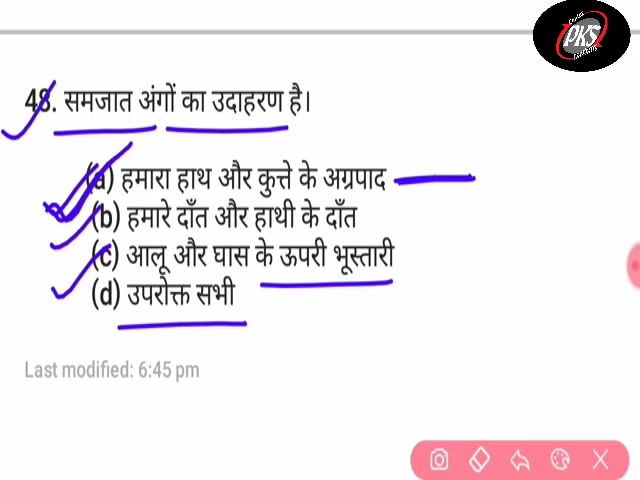 PKS
48. समजात अंगों का उदाहरण है।
(a) हमारा हाथ और कुत्ते के अग्रपाद
(b) हमारे दाँत और हाथी के दाँत
(c) आलू और घास के ऊपरी भूस्तारी
(d) उपरोक्त सभी
Last modified: 6:45 pm